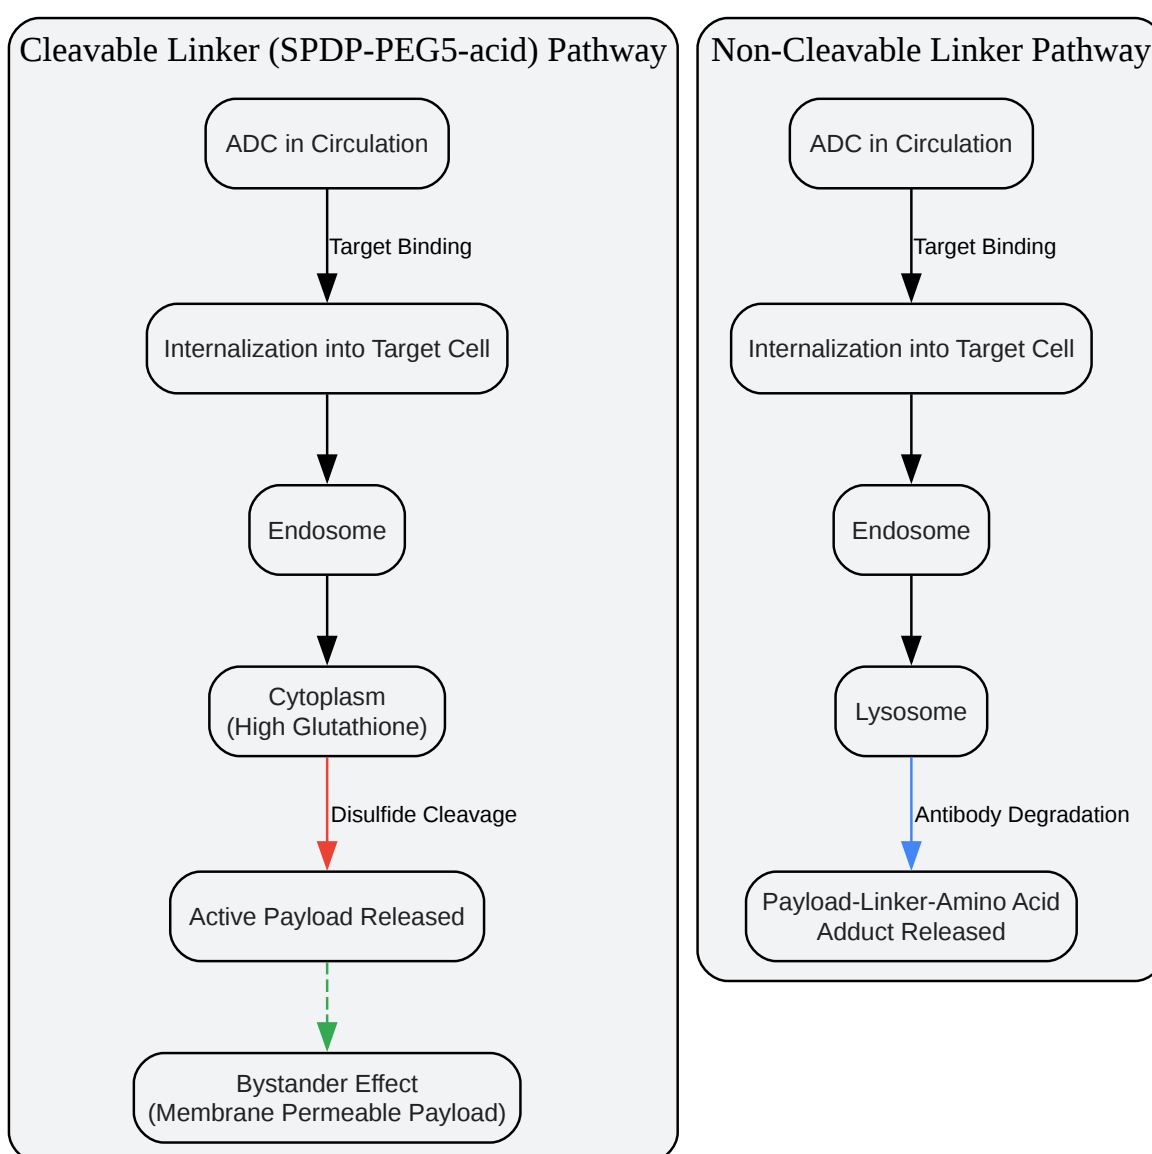 Cleavable Linker (SPDP-PEG5-acid) Pathway
ADC in Circulation
Target Binding
Internalization into Target Cell
Endosome
Cytoplasm
(High Glutathione)
Disulfide Cleavage
Active Payload Released
Bystander Effect
(Membrane Permeable Payload)
Non-Cleavable Linker Pathway
ADC in Circulation
Target Binding
Internalization into Target Cell
Endosome
Lysosome
Antibody Degradation
Payload-Linker-Amino Acid
Adduct Released